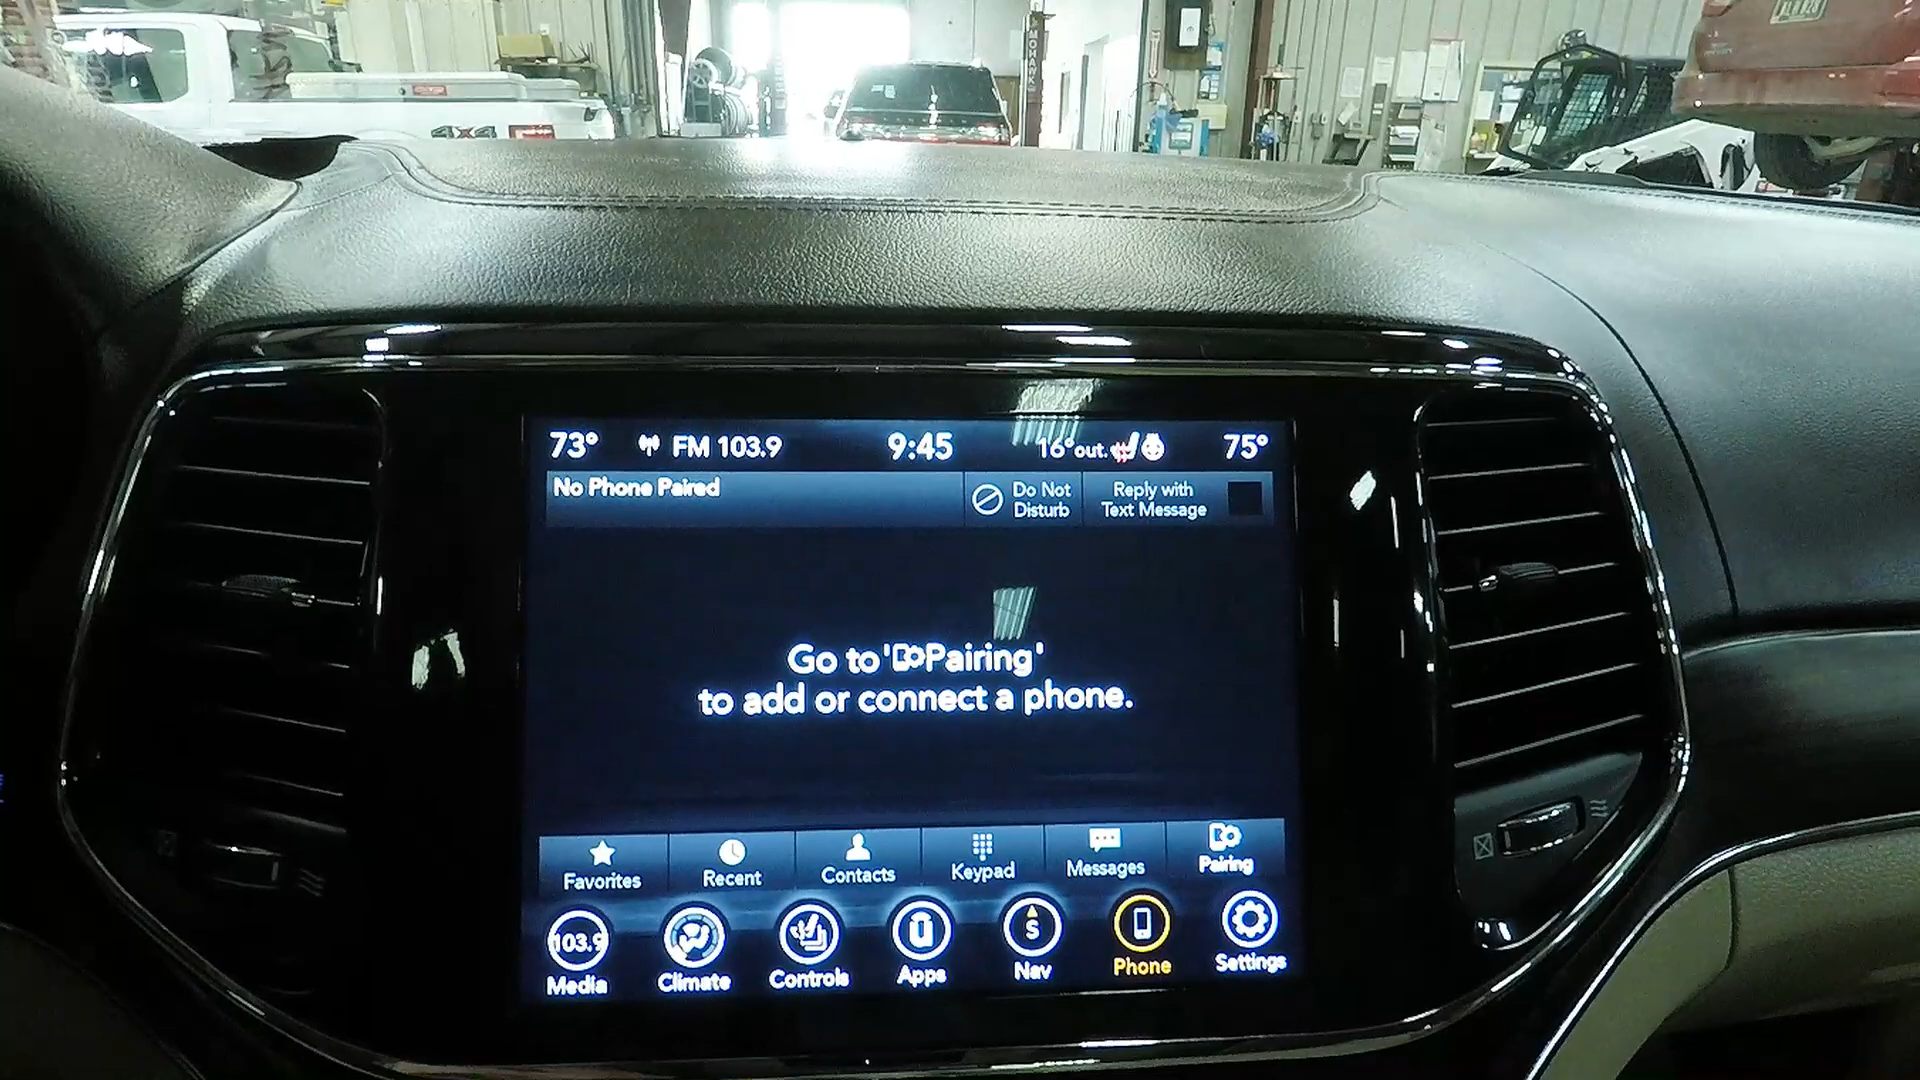 MOHAWK
4x4
73°
FM 103.9
9:45
16°out.
75°
No Phone Paired
Do Not
Disturb
Reply with
Text Message
Go to 'Pairing'
to add or connect a phone.
Favorites
Recent
Contacts
Keypad
Messages
Pairing
103.9
S
Media
Climate
Controls
Apps
Nav
Phone
Settings